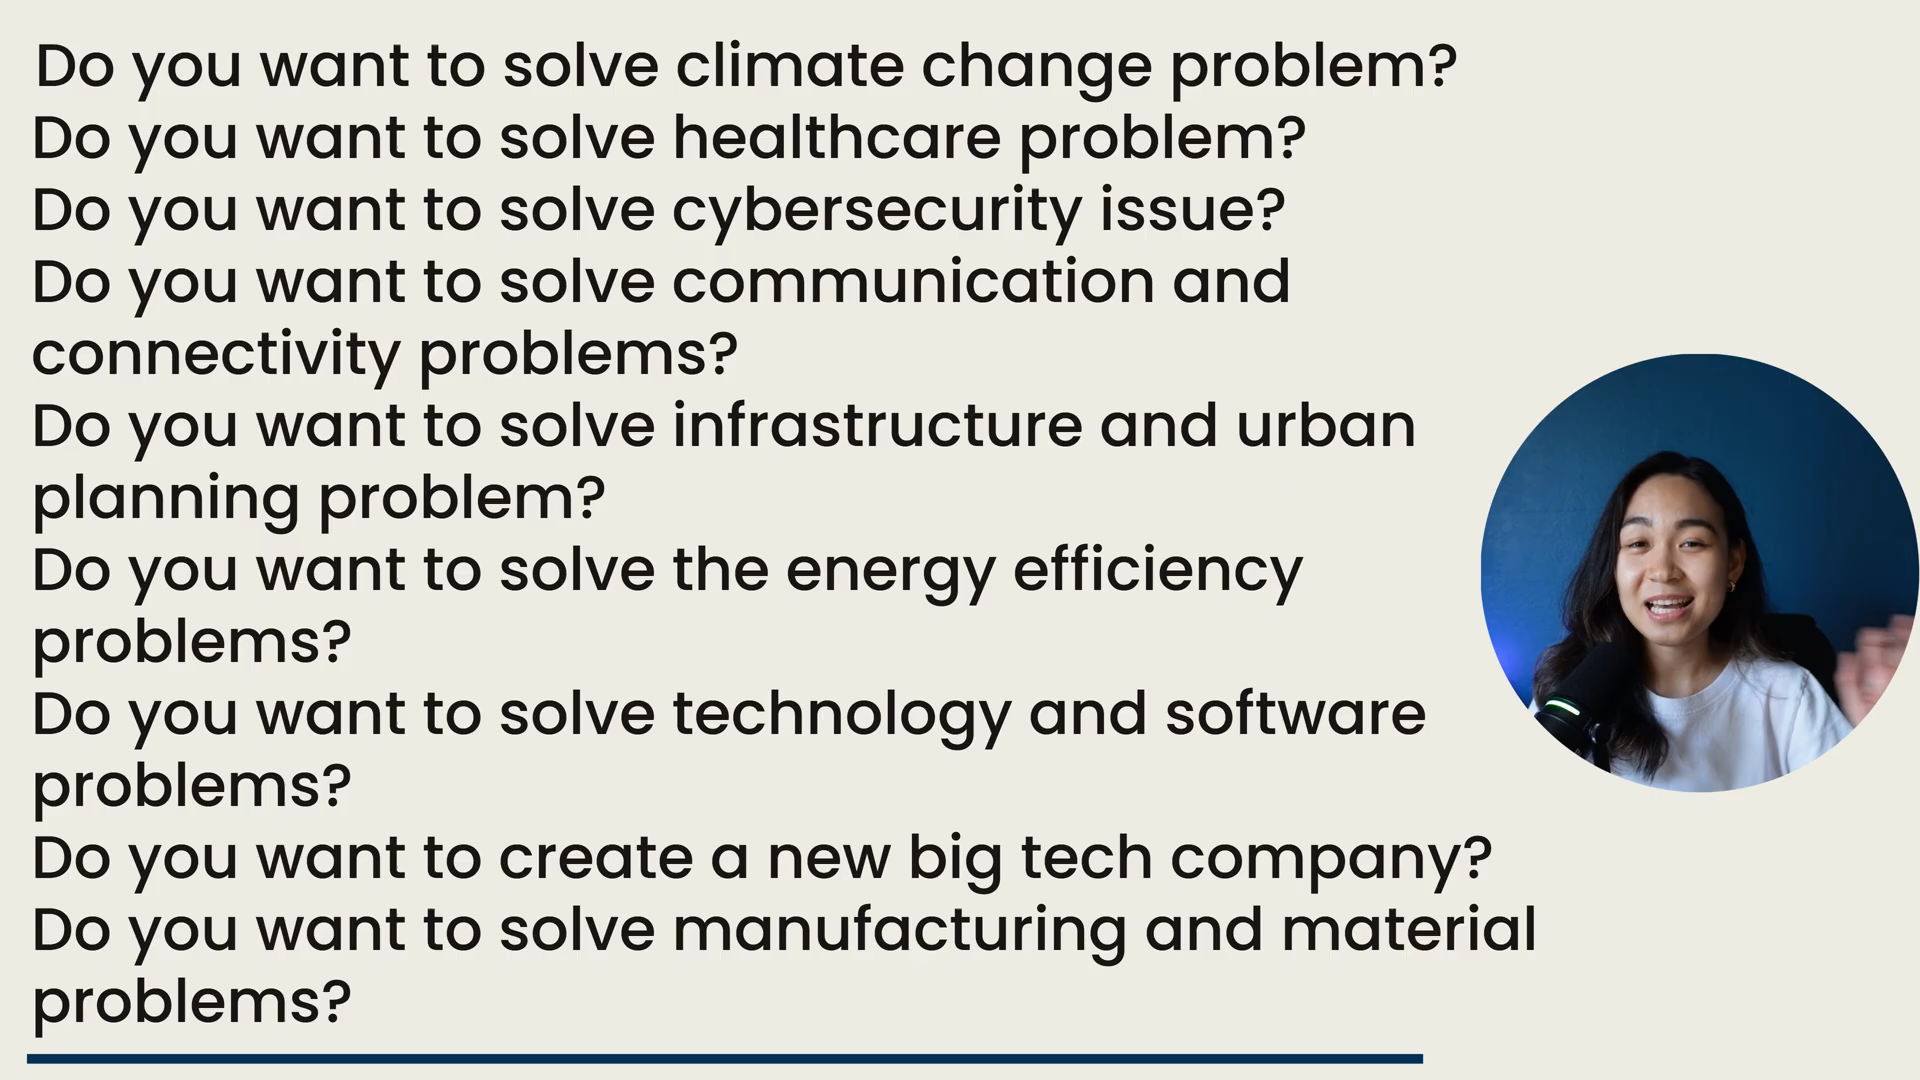 Do you want to solve climate change problem?
Do you want to solve healthcare problem?
Do you want to solve cybersecurity issue?
Do you want to solve communication and
connectivity problems?
Do you want to solve infrastructure and urban
planning problem?
Do you want to solve the energy efficiency
problems?
Do you want to solve technology and software
problems?
Do you want to create a new big tech company?
Do you want to solve manufacturing and material
problems?